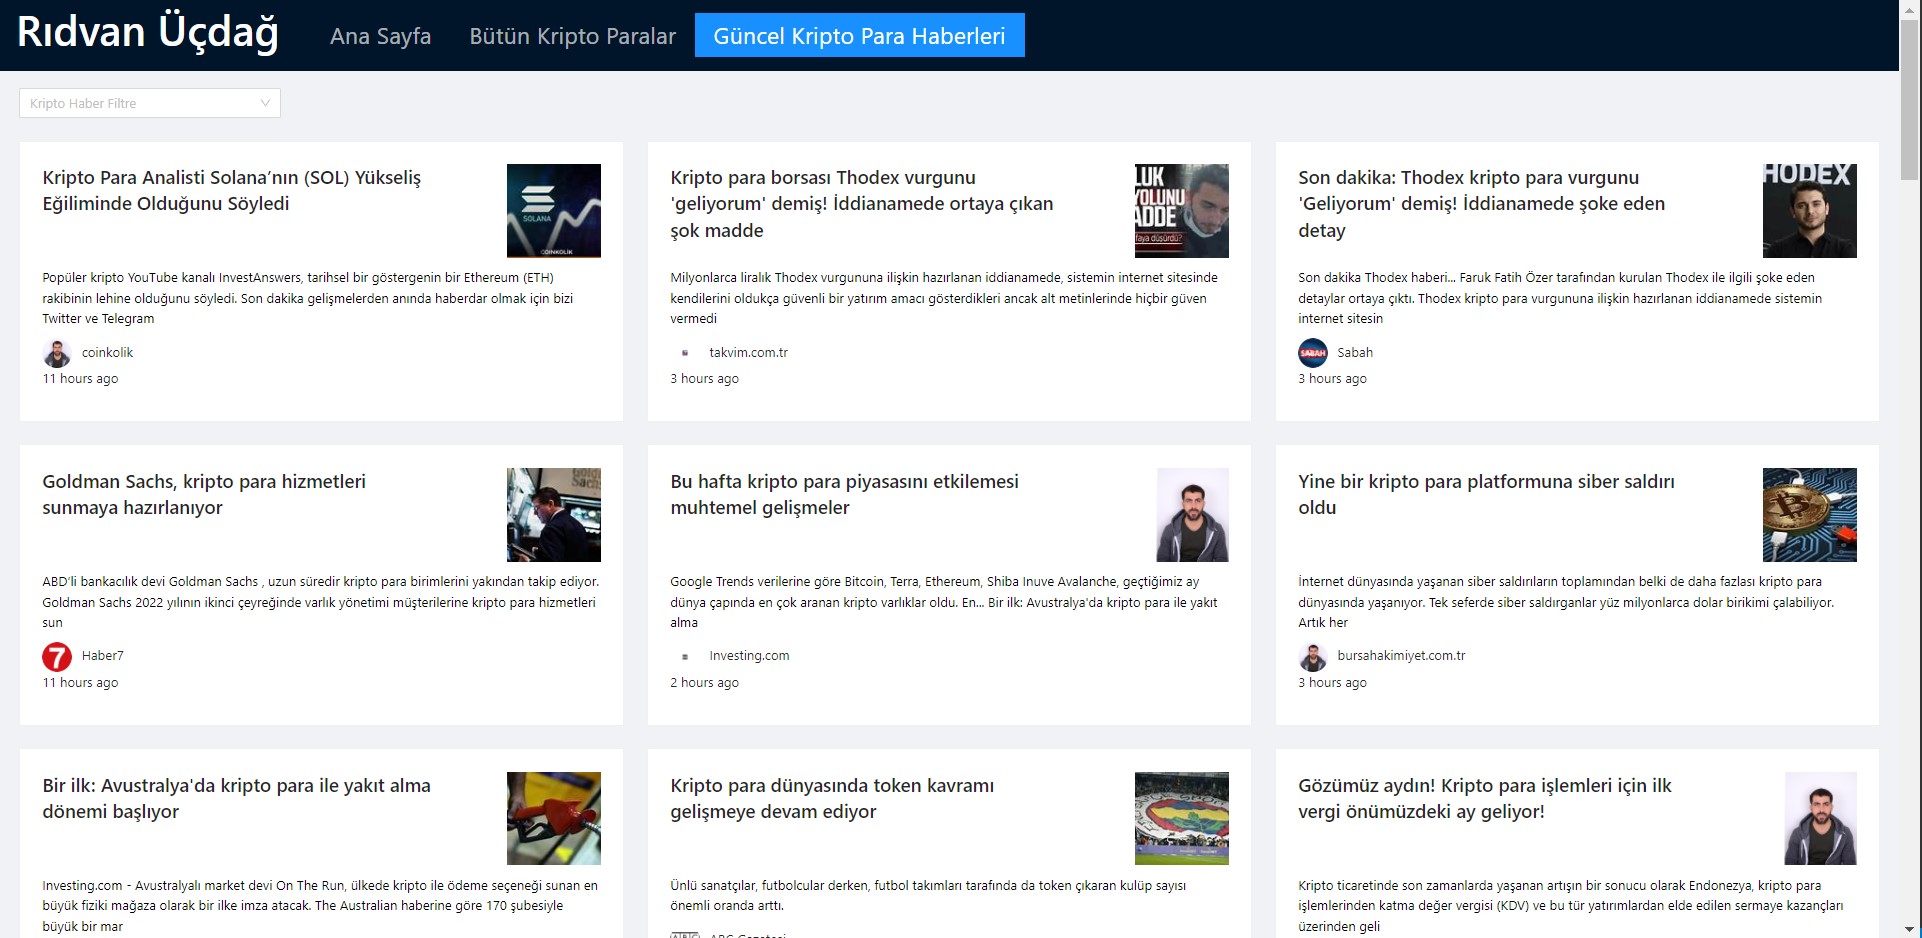 Rıdvan Üçdağ
Ana Sayfa
Bütün Kripto Paralar
Güncel Kripto Para Haberleri
Kripto Haber Filtre
Kripto Para Analisti Solana’nın (SOL) Yükseliş
Eğiliminde Olduğunu Söyledi
SOLANA
COINKOLIK
Popüler kripto YouTube kanalı InvestAnswers, tarihsel bir göstergenin bir Ethereum (ETH)
rakibinin lehine olduğunu söyledi. Son dakika gelişmelerden anında haberdar olmak için bizi
Twitter ve Telegram
coinkolik
11 hours ago
Kripto para borsası Thodex vurgunu
'geliyorum' demiş! İddianamede ortaya çıkan
şok madde
LUK
YOLUNU
ADDE
faya düşürdü?
Milyonlarca liralık Thodex vurgununa ilişkin hazırlanan iddianamede, sistemin internet sitesinde
kendilerini oldukça güvenli bir yatırım amacı gösterdikleri ancak alt metinlerinde hiçbir güven
vermedi
takvim.com.tr
3 hours ago
Son dakika: Thodex kripto para vurgunu
'Geliyorum' demiş! İddianamede şoke eden
detay
HODEX
Son dakika Thodex haberi... Faruk Fatih Özer tarafından kurulan Thodex ile ilgili şoke eden
detaylar ortaya çıktı. Thodex kripto para vurgununa ilişkin hazırlanan iddianamede sistemin
internet sitesin
SABAH
Sabah
3 hours ago
Goldman Sachs, kripto para hizmetleri
sunmaya hazırlanıyor
ABD’li bankacılık devi Goldman Sachs , uzun süredir kripto para birimlerini yakından takip ediyor.
Goldman Sachs 2022 yılının ikinci çeyreğinde varlık yönetimi müşterilerine kripto para hizmetleri
sun
7
Haber7
11 hours ago
Bu hafta kripto para piyasasını etkilemesi
muhtemel gelişmeler
Google Trends verilerine göre Bitcoin, Terra, Ethereum, Shiba Inuve Avalanche, geçtiğimiz ay
dünya çapında en çok aranan kripto varlıklar oldu. En... Bir ilk: Avustralya'da kripto para ile yakıt
alma
Investing.com
2 hours ago
Yine bir kripto para platformuna siber saldırı
oldu
İnternet dünyasında yaşanan siber saldırıların toplamından belki de daha fazlası kripto para
dünyasında yaşanıyor. Tek seferde siber saldırganlar yüz milyonlarca dolar birikimi çalabiliyor.
Artık her
bursahakimiyet.com.tr
3 hours ago
Bir ilk: Avustralya'da kripto para ile yakıt alma
dönemi başlıyor
Investing.com - Avustralyalı market devi On The Run, ülkede kripto ile ödeme seçeneği sunan en
büyük fiziki mağaza olarak bir ilke imza atacak. The Australian haberine göre 170 şubesiyle
büyük bir mar
Kripto para dünyasında token kavramı
gelişmeye devam ediyor
Ünlü sanatçılar, futbolcular derken, futbol takımları tarafında da token çıkaran kulüp sayısı
önemli oranda arttı.
ABC Gazetesi
Gözümüz aydın! Kripto para işlemleri için ilk
vergi önümüzdeki ay geliyor!
Kripto ticaretinde son zamanlarda yaşanan artışın bir sonucu olarak Endonezya, kripto para
işlemlerinden katma değer vergisi (KDV) ve bu tür yatırımlardan elde edilen sermaye kazançları
üzerinden geli